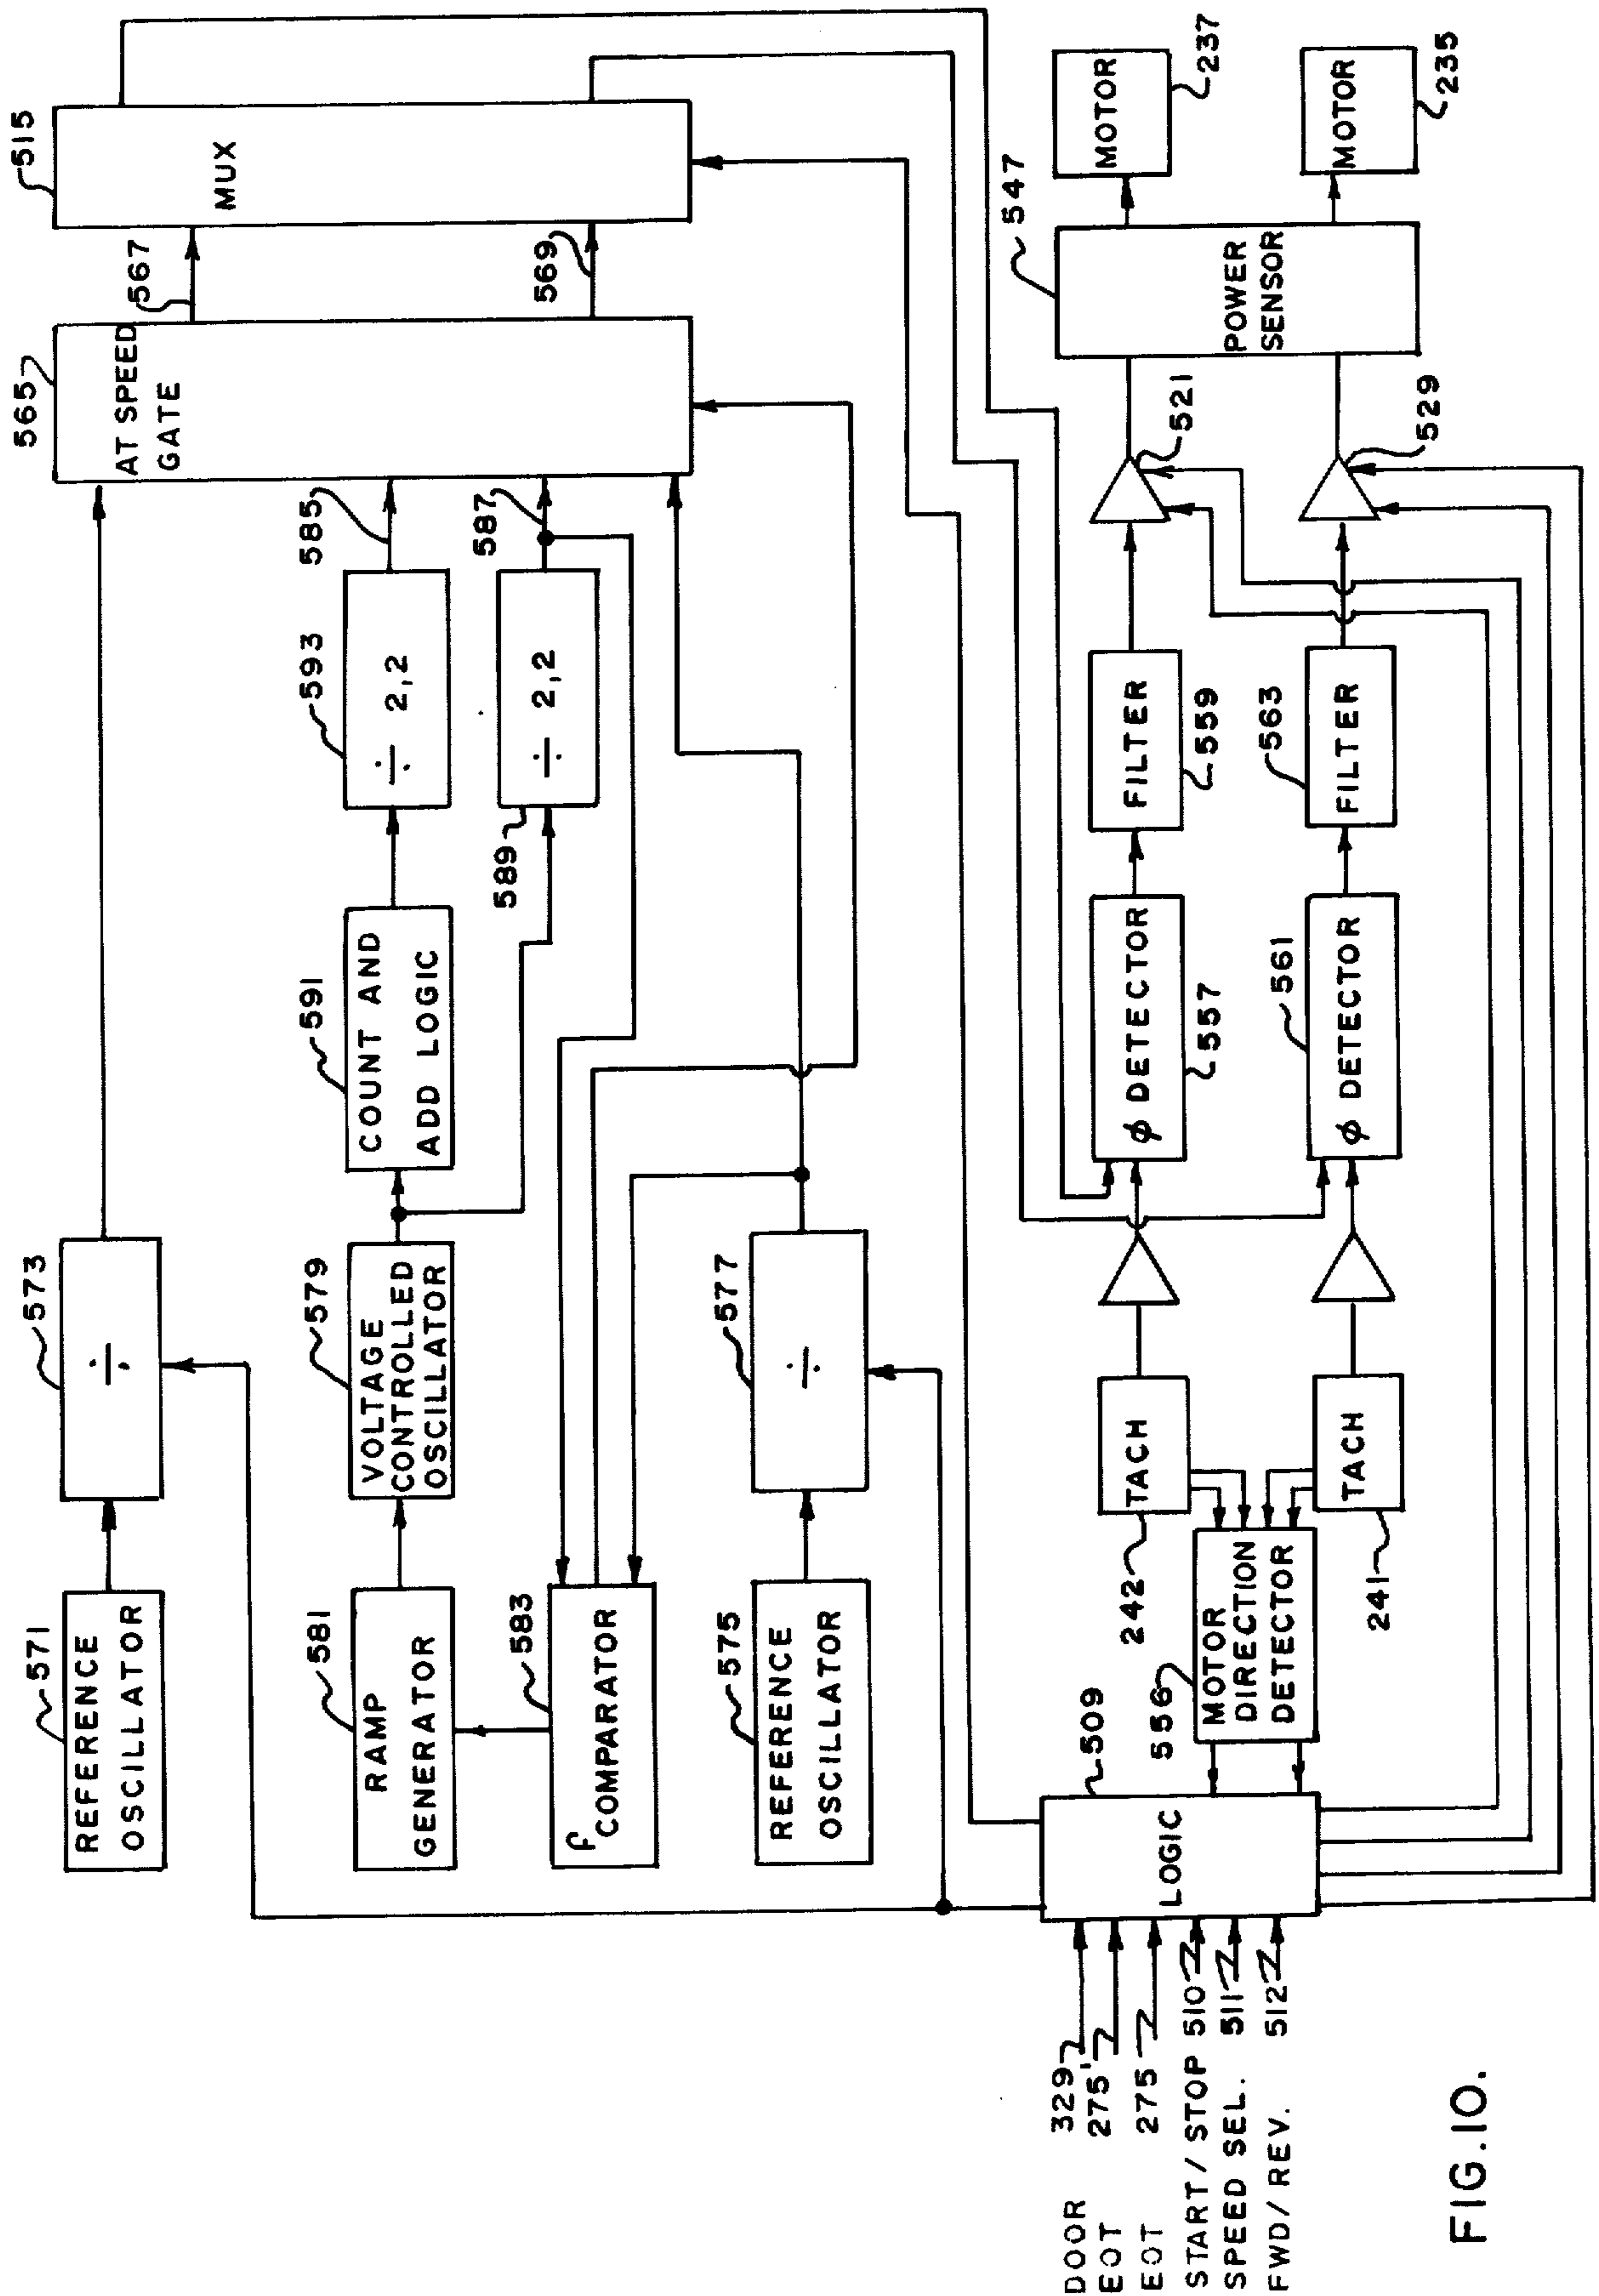 571
REFERENCE
OSCILLATOR
573
÷
565
AT SPEED
GATE
567
569
515
MUX
581
RAMP
GENERATOR
579
VOLTAGE
CONTROLLED
OSCILLATOR
591
COUNT AND
ADD LOGIC
593
÷ 2,2
585
589
÷ 2,2
587
583
f COMPARATOR
575
REFERENCE
OSCILLATOR
577
÷
DOOR 329
EOT 275'
EOT 275
START/STOP 510
SPEED SEL. 511
FWD/REV. 512
509
LOGIC
556
MOTOR
DIRECTION
DETECTOR
242
TACH
241
TACH
ϕ DETECTOR
557
FILTER
559
521
561
ϕ DETECTOR
563
FILTER
529
547
POWER
SENSOR
MOTOR
237
MOTOR
235
FIG.10.